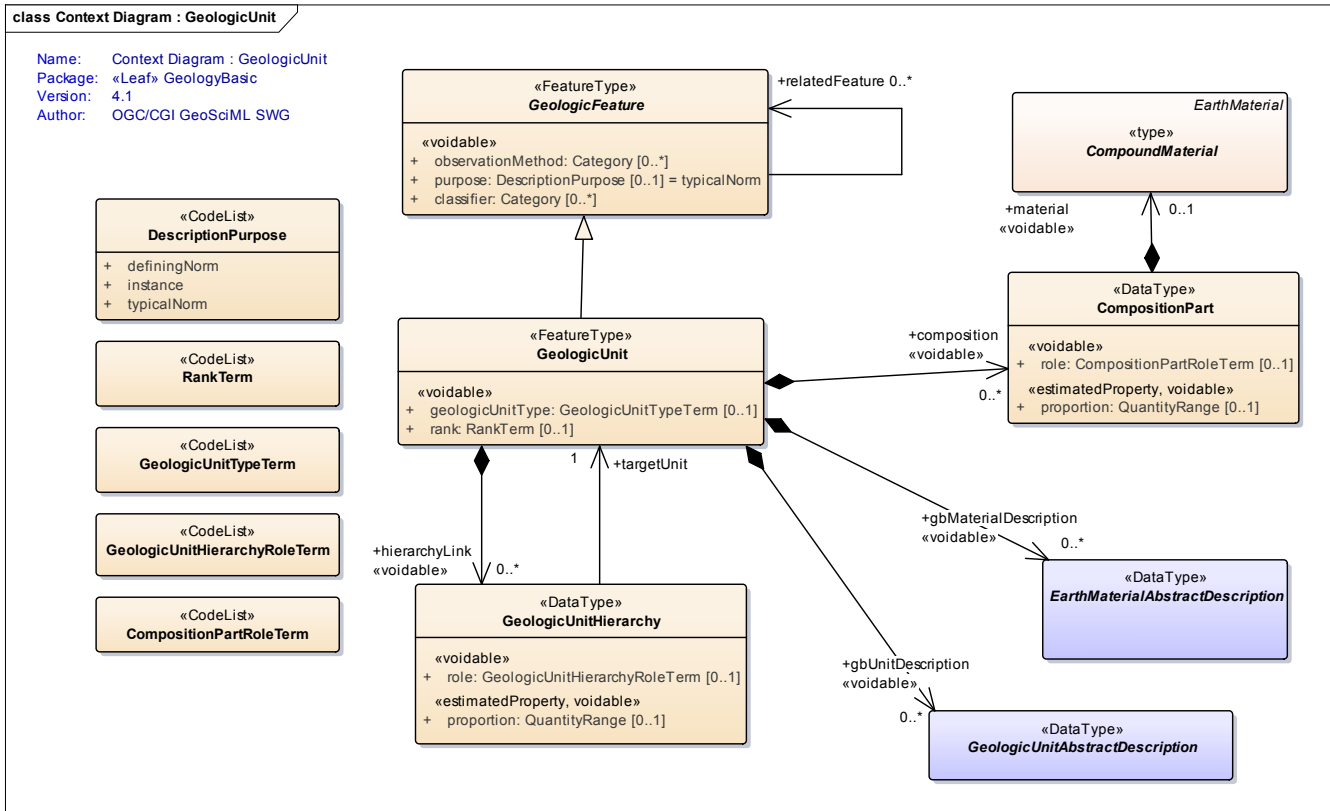 class Context Diagram : GeologicUnit
Name: Context Diagram : GeologicUnit
Package: «Leaf» GeologyBasic
Version: 4.1
Author: OGC/CGI GeoSciML SWG
«FeatureType»
GeologicFeature
«voidable»
+ observationMethod: Category [0..*]
+ purpose: DescriptionPurpose [0..1] = typicalNorm
+ classifier: Category [0..*]
+relatedFeature 0..*
EarthMaterial
«type»
CompoundMaterial
+material
«voidable»
0..1
«CodeList»
DescriptionPurpose
+ definingNorm
+ instance
+ typicalNorm
«CodeList»
RankTerm
«CodeList»
GeologicUnitTypeTerm
«CodeList»
GeologicUnitHierarchyRoleTerm
«CodeList»
CompositionPartRoleTerm
«FeatureType»
GeologicUnit
«voidable»
+ geologicUnitType: GeologicUnitTypeTerm [0..1]
+ rank: RankTerm [0..1]
+composition
«voidable»
0..*
«DataType»
CompositionPart
«voidable»
+ role: CompositionPartRoleTerm [0..1]
«estimatedProperty, voidable»
+ proportion: QuantityRange [0..1]
1
+targetUnit
+hierarchyLink
«voidable»
0..*
«DataType»
GeologicUnitHierarchy
«voidable»
+ role: GeologicUnitHierarchyRoleTerm [0..1]
«estimatedProperty, voidable»
+ proportion: QuantityRange [0..1]
+gbMaterialDescription
«voidable»
0..*
«DataType»
EarthMaterialAbstractDescription
+gbUnitDescription
«voidable»
0..*
«DataType»
GeologicUnitAbstractDescription